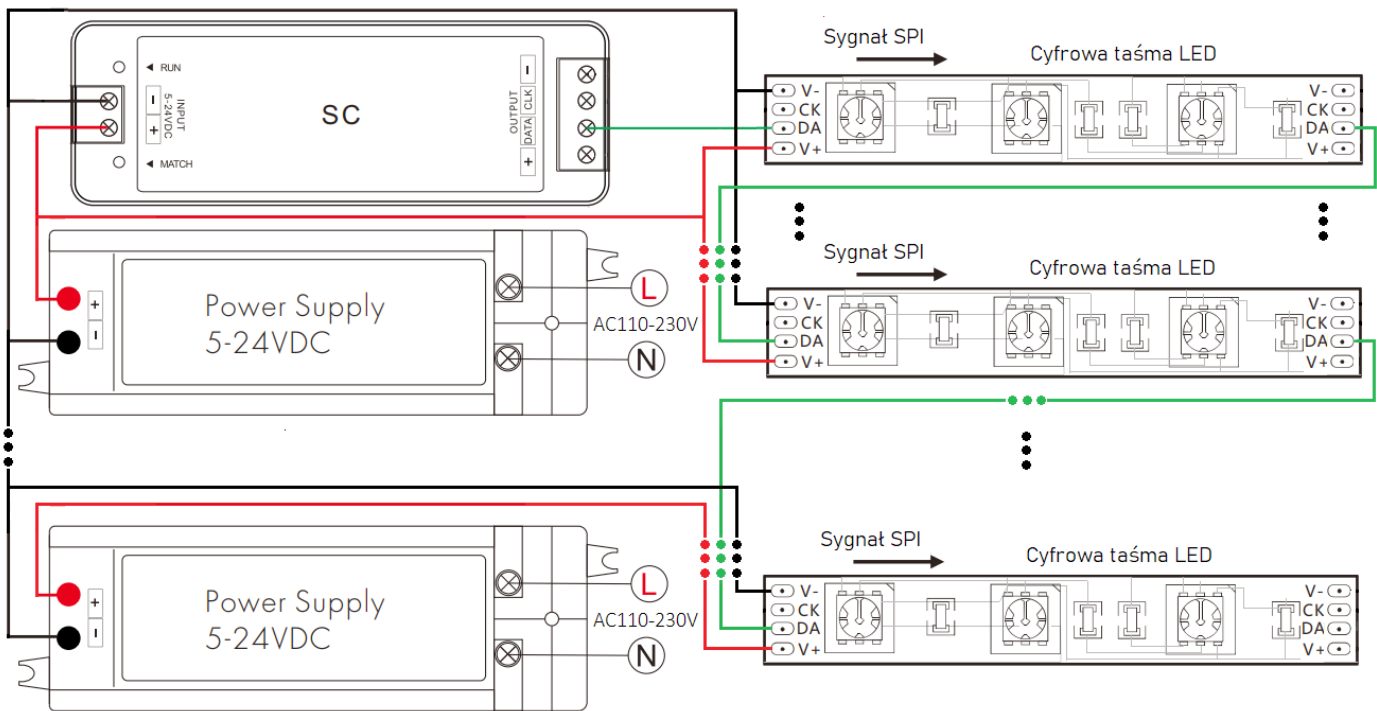 RUN
MATCH
INPUT
5-24VDC
−
+
SC
OUTPUT
−
CLK
DATA
+
Sygnał SPI
Cyfrowa taśma LED
V-
CK
DA
V+
V-
CK
DA
V+
Power Supply
5-24VDC
+
−
L
AC110-230V
N
Sygnał SPI
Cyfrowa taśma LED
V-
CK
DA
V+
V-
CK
DA
V+
Power Supply
5-24VDC
+
−
L
AC110-230V
N
Sygnał SPI
Cyfrowa taśma LED
V-
CK
DA
V+
V-
CK
DA
V+